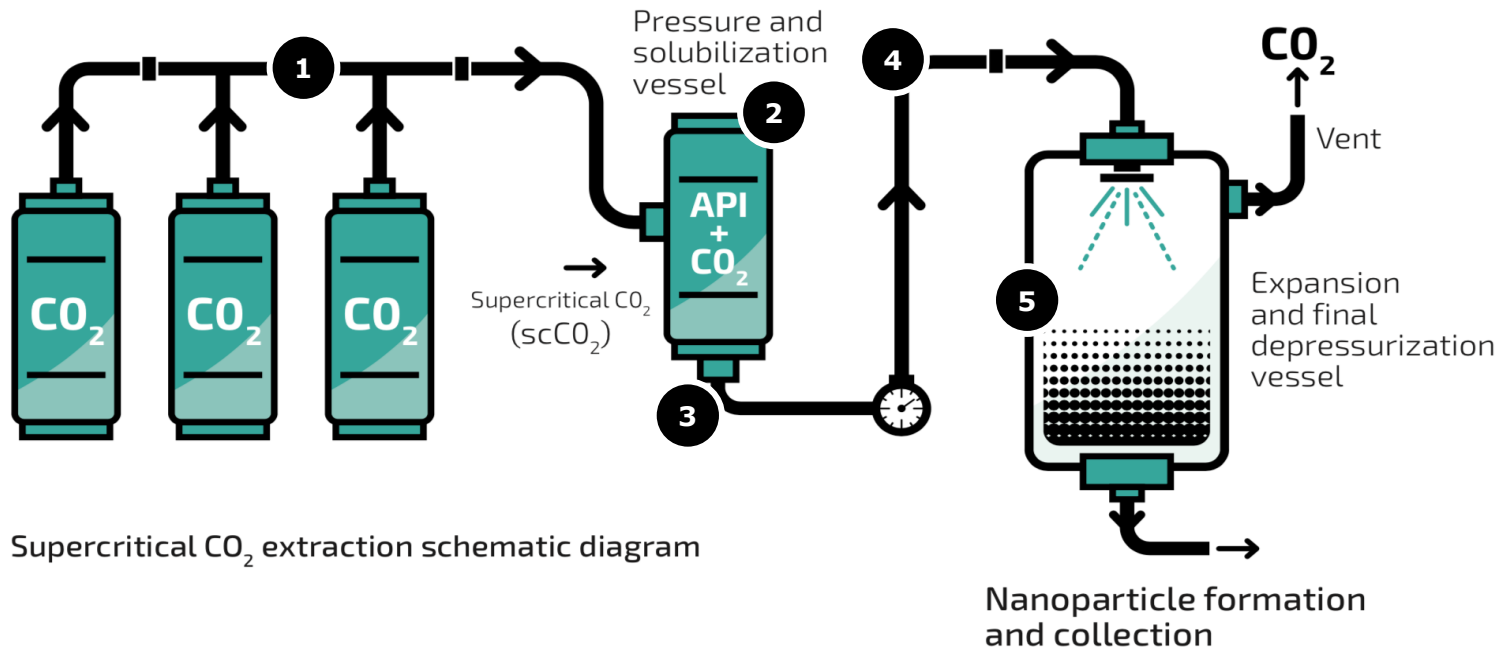 1
Pressure and
solubilization
vessel
2
4
CO₂
Vent
CO₂
CO₂
CO₂
API
+
CO₂
Supercritical CO₂
(scCO₂)
3
5
Expansion
and final
depressurization
vessel
Supercritical CO₂ extraction schematic diagram
Nanoparticle formation
and collection